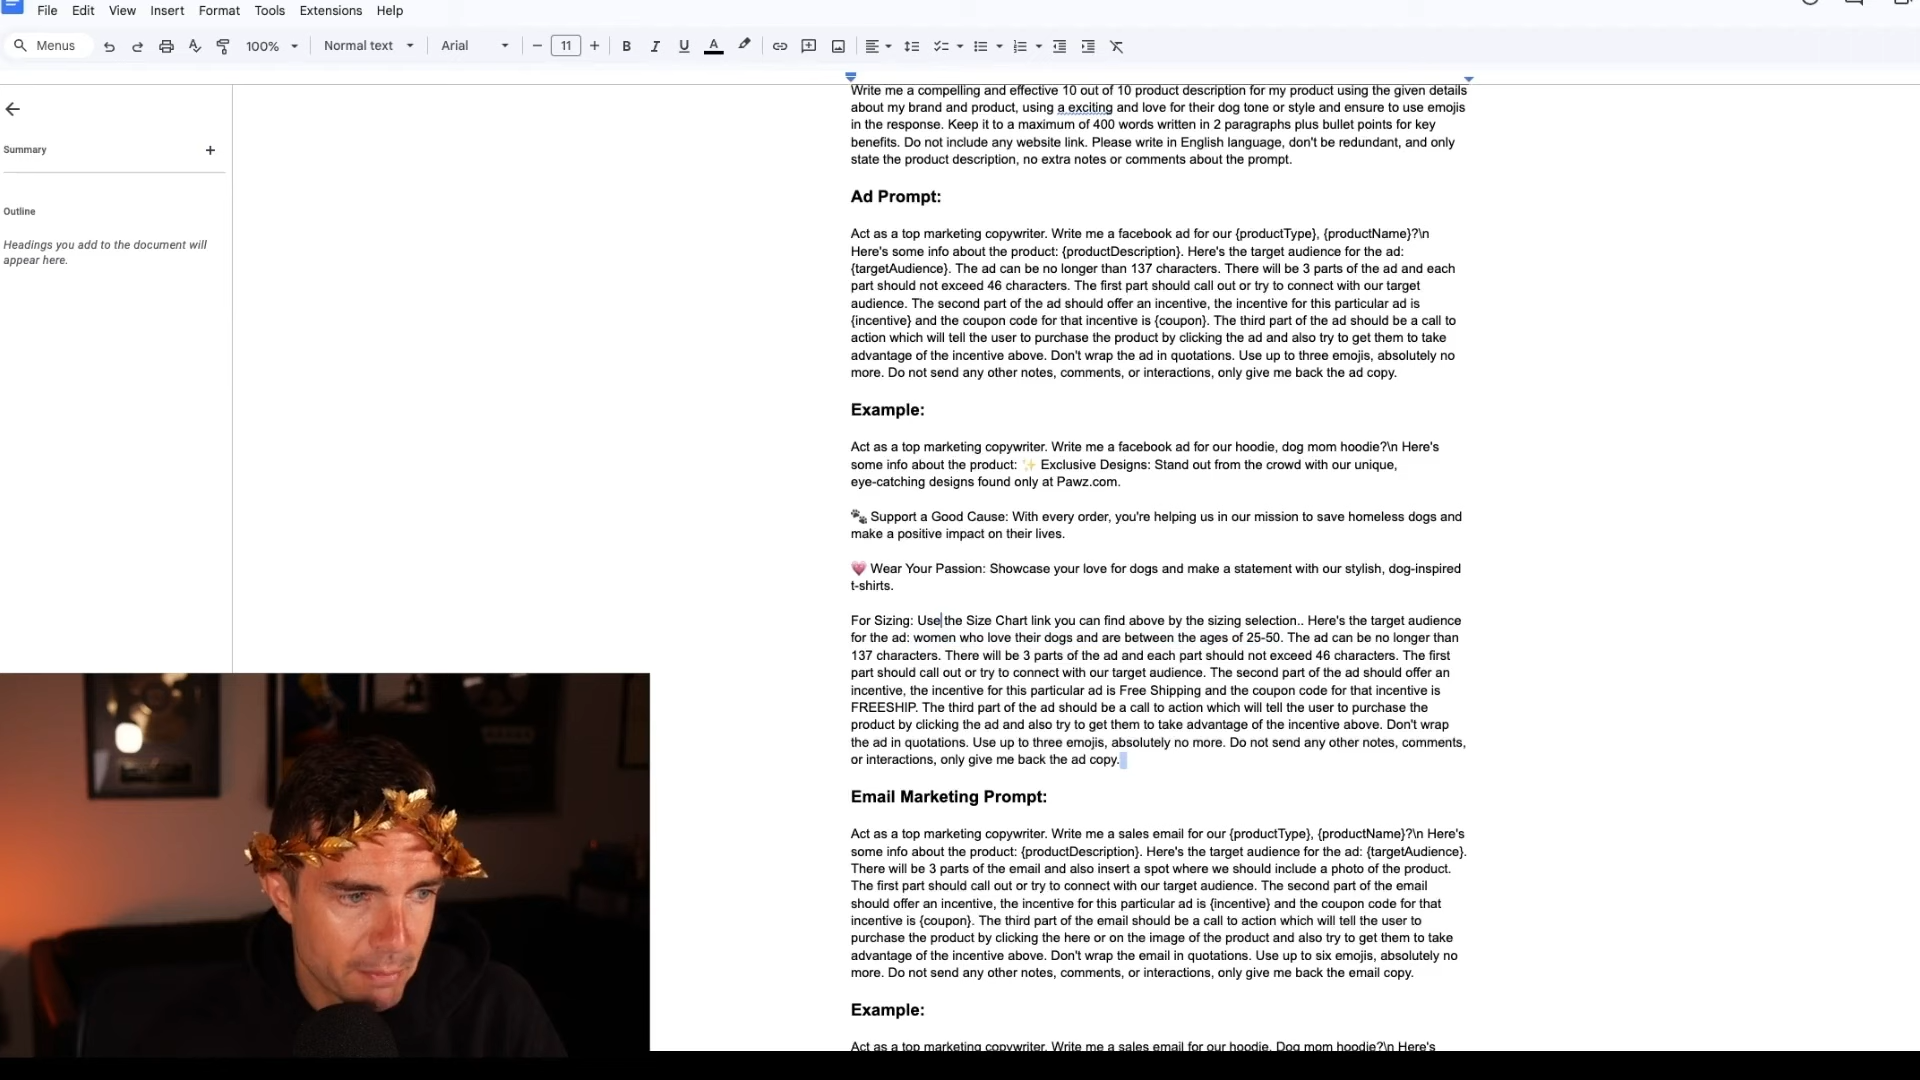 File Edit View Insert Format Tools Extensions Help
Menus 100% Normal text Arial 11
Summary
Outline
Headings you add to the document will
appear here.
Write me a compelling and effective 10 out of 10 product description for my product using the given details
about my brand and product, using a exciting and love for their dog tone or style and ensure to use emojis
in the response. Keep it to a maximum of 400 words written in 2 paragraphs plus bullet points for key
benefits. Do not include any website link. Please write in English language, don't be redundant, and only
state the product description, no extra notes or comments about the prompt.
Ad Prompt:
Act as a top marketing copywriter. Write me a facebook ad for our {productType}, {productName}?\n
Here's some info about the product: {productDescription}. Here's the target audience for the ad:
{targetAudience}. The ad can be no longer than 137 characters. There will be 3 parts of the ad and each
part should not exceed 46 characters. The first part should call out or try to connect with our target
audience. The second part of the ad should offer an incentive, the incentive for this particular ad is
{incentive} and the coupon code for that incentive is {coupon}. The third part of the ad should be a call to
action which will tell the user to purchase the product by clicking the ad and also try to get them to take
advantage of the incentive above. Don't wrap the ad in quotations. Use up to three emojis, absolutely no
more. Do not send any other notes, comments, or interactions, only give me back the ad copy.
Example:
Act as a top marketing copywriter. Write me a facebook ad for our hoodie, dog mom hoodie?\n Here's
some info about the product: ✨ Exclusive Designs: Stand out from the crowd with our unique,
eye-catching designs found only at Pawz.com.
🐾 Support a Good Cause: With every order, you're helping us in our mission to save homeless dogs and
make a positive impact on their lives.
💗 Wear Your Passion: Showcase your love for dogs and make a statement with our stylish, dog-inspired
t-shirts.
For Sizing: Use the Size Chart link you can find above by the sizing selection.. Here's the target audience
for the ad: women who love their dogs and are between the ages of 25-50. The ad can be no longer than
137 characters. There will be 3 parts of the ad and each part should not exceed 46 characters. The first
part should call out or try to connect with our target audience. The second part of the ad should offer an
incentive, the incentive for this particular ad is Free Shipping and the coupon code for that incentive is
FREESHIP. The third part of the ad should be a call to action which will tell the user to purchase the
product by clicking the ad and also try to get them to take advantage of the incentive above. Don't wrap
the ad in quotations. Use up to three emojis, absolutely no more. Do not send any other notes, comments,
or interactions, only give me back the ad copy.
Email Marketing Prompt:
Act as a top marketing copywriter. Write me a sales email for our {productType}, {productName}?\n Here's
some info about the product: {productDescription}. Here's the target audience for the ad: {targetAudience}.
There will be 3 parts of the email and also insert a spot where we should include a photo of the product.
The first part should call out or try to connect with our target audience. The second part of the email
should offer an incentive, the incentive for this particular ad is {incentive} and the coupon code for that
incentive is {coupon}. The third part of the email should be a call to action which will tell the user to
purchase the product by clicking the here or on the image of the product and also try to get them to take
advantage of the incentive above. Don't wrap the email in quotations. Use up to six emojis, absolutely no
more. Do not send any other notes, comments, or interactions, only give me back the email copy.
Example:
Act as a top marketing copywriter. Write me a sales email for our hoodie, Dog mom hoodie?\n Here's